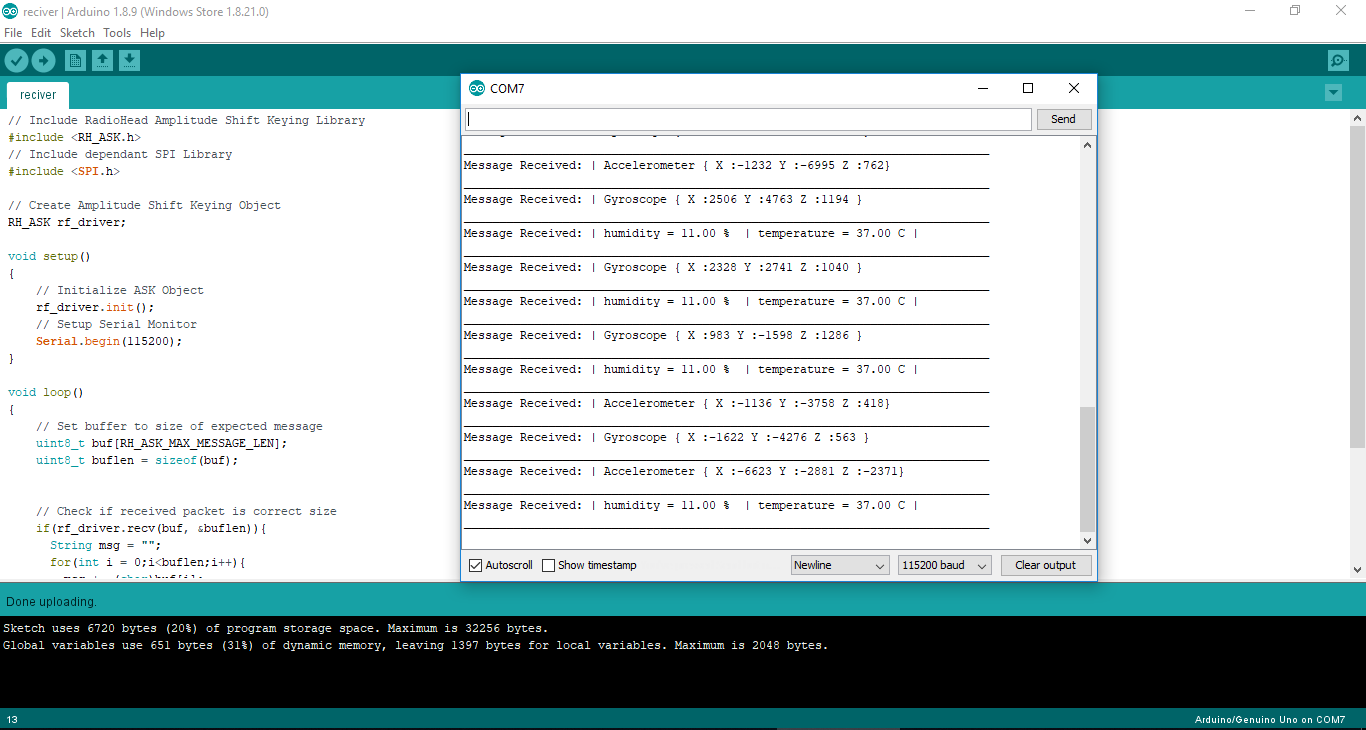 reciver | Arduino 1.8.9 (Windows Store 1.8.21.0)
File Edit Sketch Tools Help
reciver
// Include RadioHead Amplitude Shift Keying Library
#include <RH_ASK.h>
// Include dependant SPI Library
#include <SPI.h>
// Create Amplitude Shift Keying Object
RH_ASK rf_driver;
void setup()
{
// Initialize ASK Object
rf_driver.init();
// Setup Serial Monitor
Serial.begin(115200);
}
void loop()
{
// Set buffer to size of expected message
uint8_t buf[RH_ASK_MAX_MESSAGE_LEN];
uint8_t buflen = sizeof(buf);
// Check if received packet is correct size
if(rf_driver.recv(buf, &buflen)){
String msg = "";
for(int i = 0;i<buflen;i++){
COM7
Send
Message Received: | Accelerometer { X :-1232 Y :-6995 Z :762}
Message Received: | Gyroscope { X :2506 Y :4763 Z :1194 }
Message Received: | humidity = 11.00 % | temperature = 37.00 C |
Message Received: | Gyroscope { X :2328 Y :2741 Z :1040 }
Message Received: | humidity = 11.00 % | temperature = 37.00 C |
Message Received: | Gyroscope { X :983 Y :-1598 Z :1286 }
Message Received: | humidity = 11.00 % | temperature = 37.00 C |
Message Received: | Accelerometer { X :-1136 Y :-3758 Z :418}
Message Received: | Gyroscope { X :-1622 Y :-4276 Z :563 }
Message Received: | Accelerometer { X :-6623 Y :-2881 Z :-2371}
Message Received: | humidity = 11.00 % | temperature = 37.00 C |
Autoscroll Show timestamp Newline 115200 baud Clear output
Done uploading.
Sketch uses 6720 bytes (20%) of program storage space. Maximum is 32256 bytes.
Global variables use 651 bytes (31%) of dynamic memory, leaving 1397 bytes for local variables. Maximum is 2048 bytes.
13 Arduino/Genuino Uno on COM7